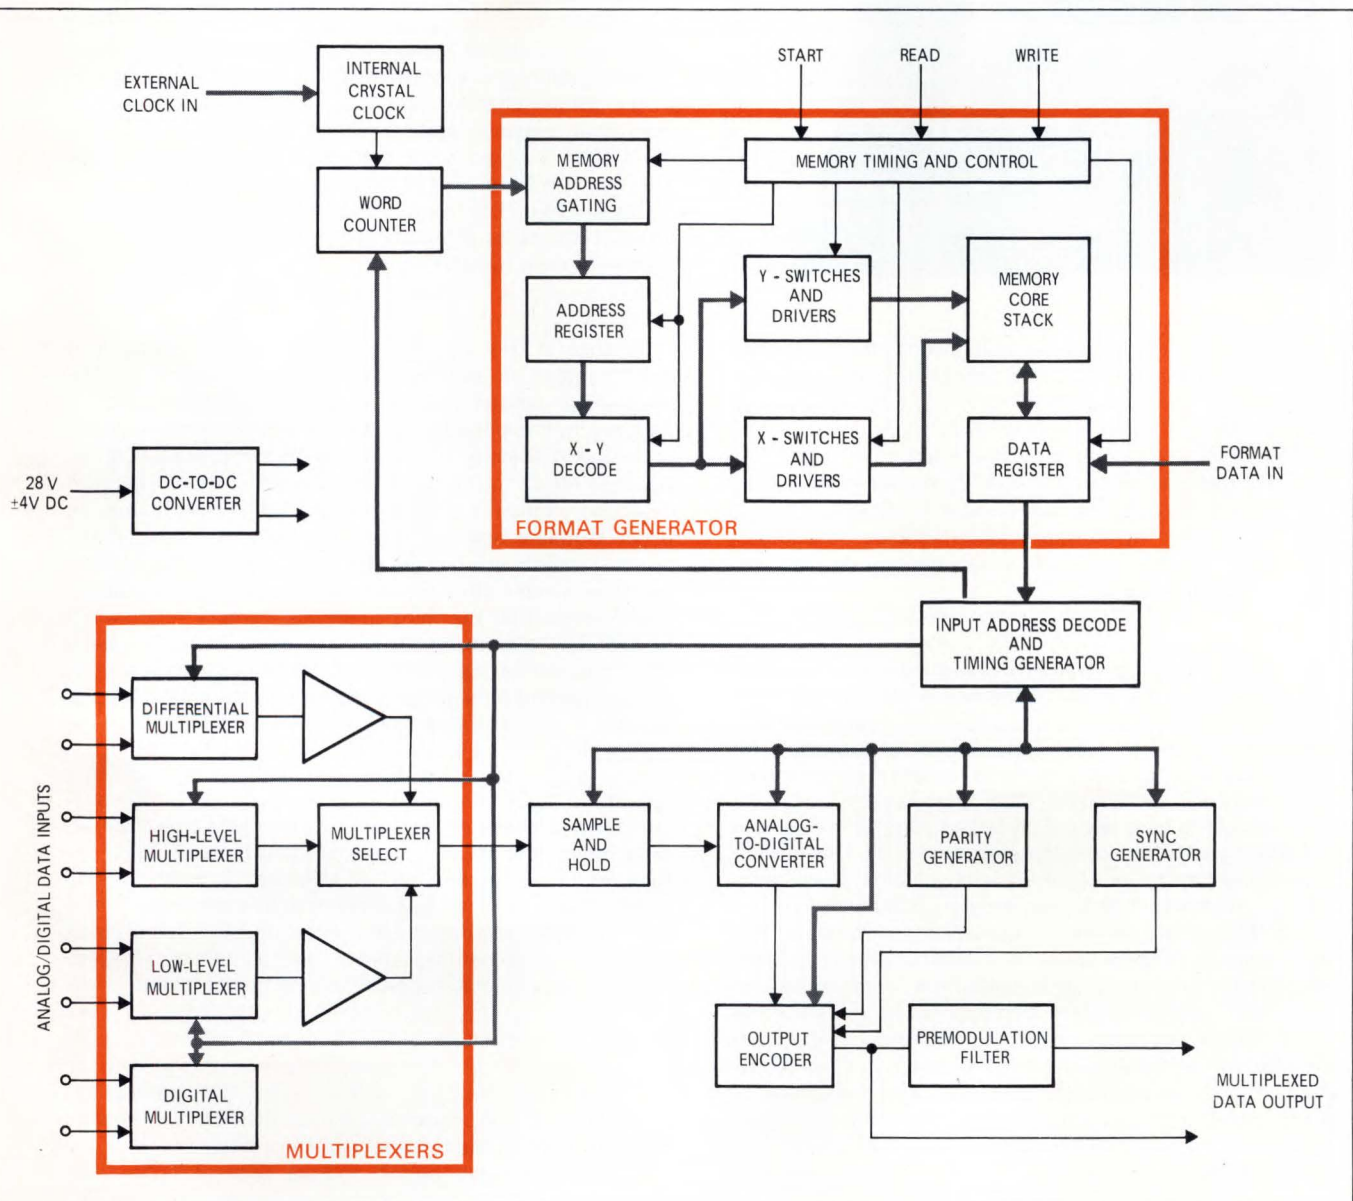 EXTERNAL
CLOCK IN
INTERNAL
CRYSTAL
CLOCK
WORD
COUNTER
START
READ
WRITE
MEMORY
ADDRESS
GATING
MEMORY TIMING AND CONTROL
ADDRESS
REGISTER
Y - SWITCHES
AND
DRIVERS
MEMORY
CORE
STACK
X - Y
DECODE
X - SWITCHES
AND
DRIVERS
DATA
REGISTER
FORMAT
DATA IN
FORMAT GENERATOR
28 V
±4V DC
DC-TO-DC
CONVERTER
INPUT ADDRESS DECODE
AND
TIMING GENERATOR
ANALOG/DIGITAL DATA INPUTS
DIFFERENTIAL
MULTIPLEXER
HIGH-LEVEL
MULTIPLEXER
MULTIPLEXER
SELECT
LOW-LEVEL
MULTIPLEXER
DIGITAL
MULTIPLEXER
MULTIPLEXERS
SAMPLE
AND
HOLD
ANALOG-
TO-DIGITAL
CONVERTER
PARITY
GENERATOR
SYNC
GENERATOR
OUTPUT
ENCODER
PREMODULATION
FILTER
MULTIPLEXED
DATA OUTPUT